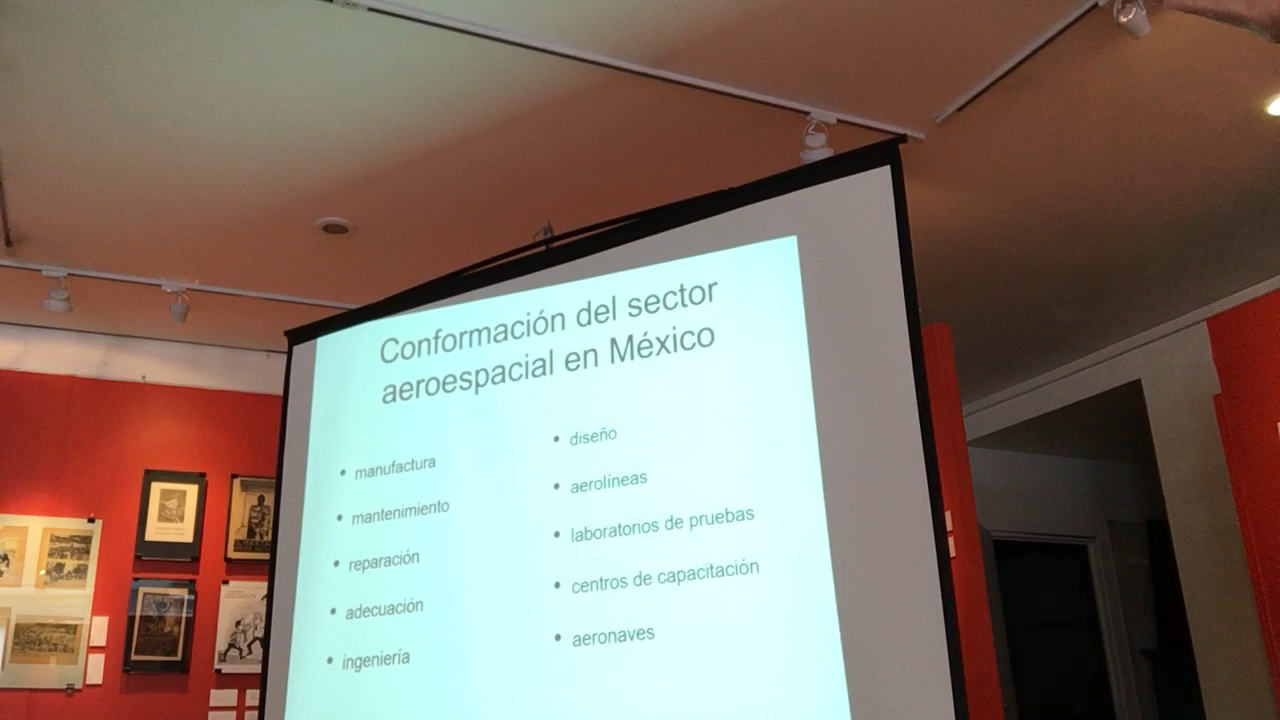 Conformación del sector
aeroespacial en México
• manufactura
• mantenimiento
• reparación
• adecuación
• ingeniería
• diseño
• aerolíneas
• laboratorios de pruebas
• centros de capacitación
• aeronaves